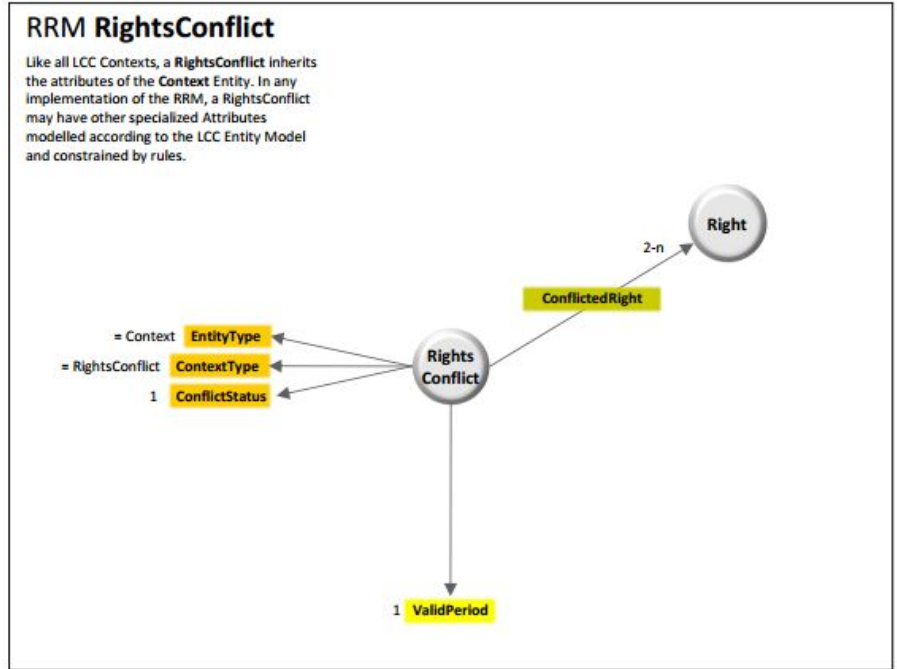 RRM RightsConflict
Like all LCC Contexts, a RightsConflict inherits
the attributes of the Context Entity. In any
implementation of the RRM, a RightsConflict
may have other specialized Attributes
modelled according to the LCC Entity Model
and constrained by rules.
Right
2-n
ConflictedRight
= Context EntityType
= RightsConflict ContextType
1 ConflictStatus
Rights
Conflict
1 ValidPeriod